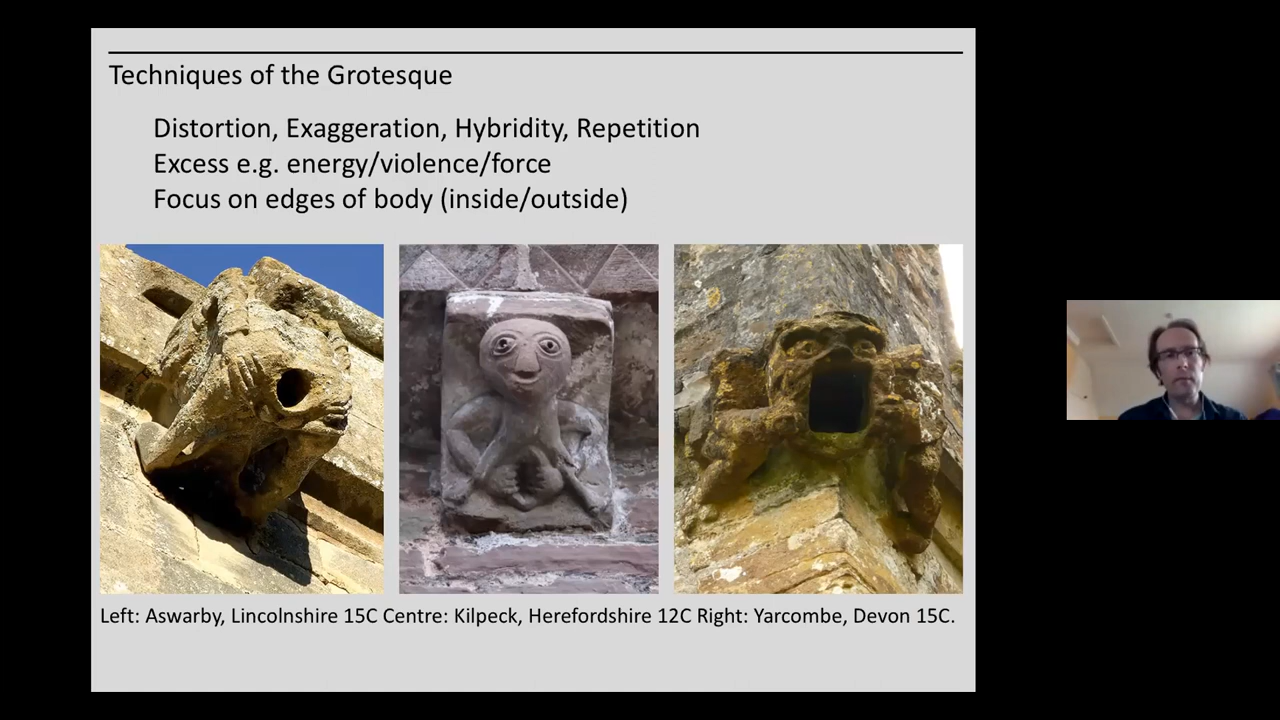 Techniques of the Grotesque
Distortion, Exaggeration, Hybridity, Repetition
Excess e.g. energy/violence/force
Focus on edges of body (inside/outside)
Left: Aswarby, Lincolnshire 15C Centre: Kilpeck, Herefordshire 12C Right: Yarcombe, Devon 15C.